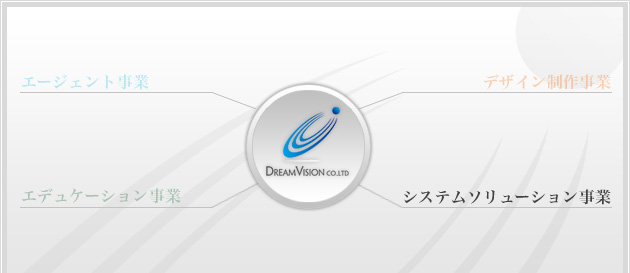 エージェント事業
デザイン制作事業
DREAMVISION CO.LTD
エデュケーション事業
システムソリューション事業